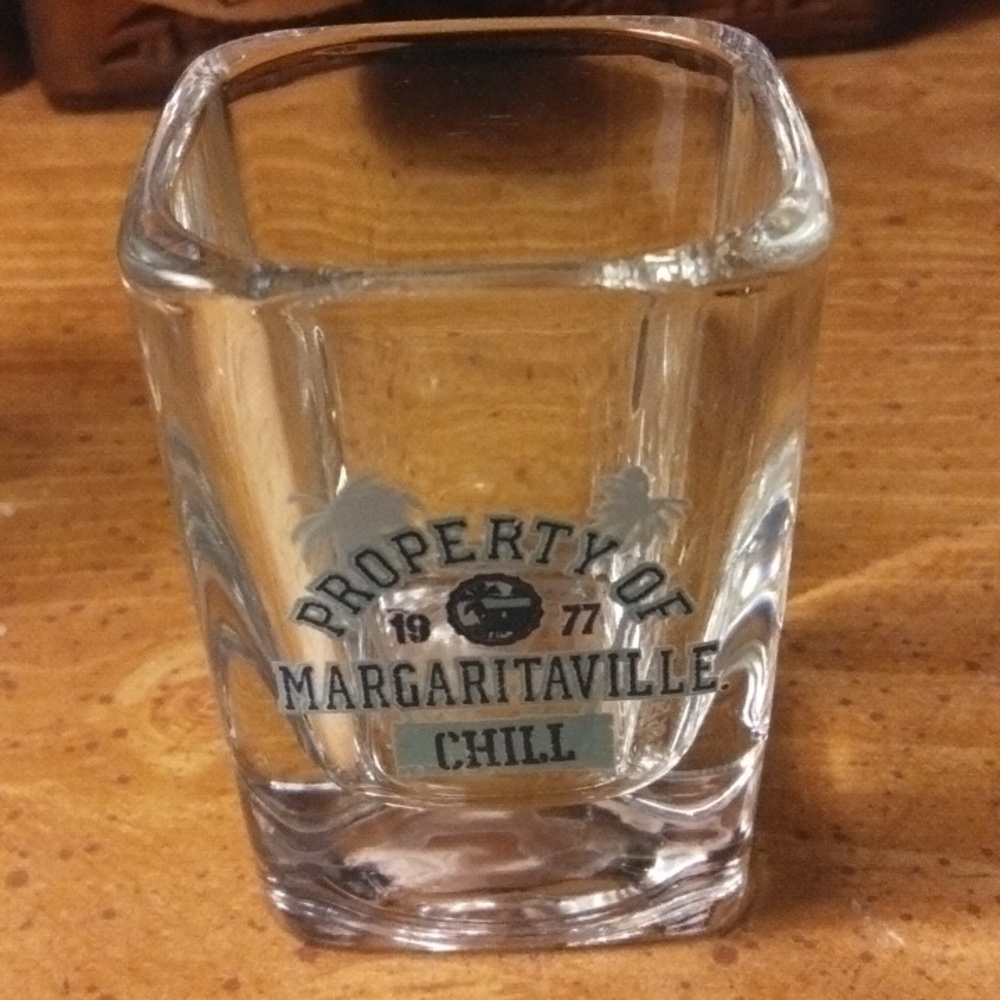 PROPERTY OF
19 77
MARGARITAVILLE.
CHILL